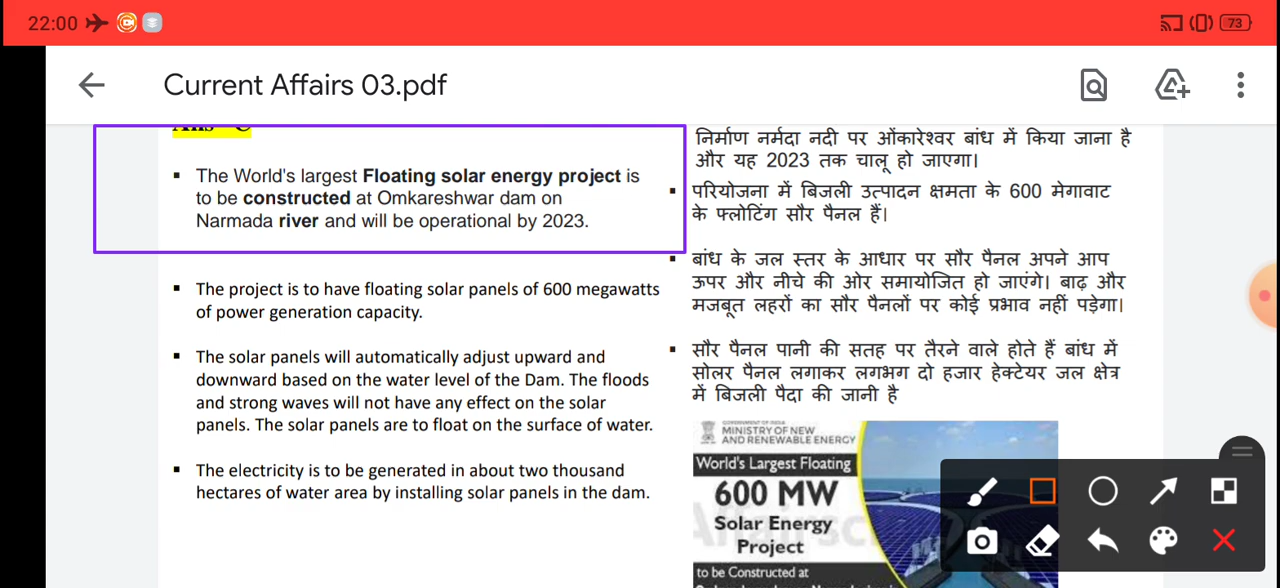 22:00
73
Current Affairs 03.pdf
Ans - C
The World's largest Floating solar energy project is
to be constructed at Omkareshwar dam on
Narmada river and will be operational by 2023.
The project is to have floating solar panels of 600 megawatts
of power generation capacity.
The solar panels will automatically adjust upward and
downward based on the water level of the Dam. The floods
and strong waves will not have any effect on the solar
panels. The solar panels are to float on the surface of water.
The electricity is to be generated in about two thousand
hectares of water area by installing solar panels in the dam.
निर्माण नर्मदा नदी पर ओंकारेश्वर बांध में किया जाना है
और यह 2023 तक चालू हो जाएगा।
परियोजना में बिजली उत्पादन क्षमता के 600 मेगावाट
के फ्लोटिंग सौर पैनल हैं।
बांध के जल स्तर के आधार पर सौर पैनल अपने आप
ऊपर और नीचे की ओर समायोजित हो जाएंगे। बाढ़ और
मजबूत लहरों का सौर पैनलों पर कोई प्रभाव नहीं पड़ेगा।
सौर पैनल पानी की सतह पर तैरने वाले होते हैं बांध में
सोलर पैनल लगाकर लगभग दो हजार हेक्टेयर जल क्षेत्र
में बिजली पैदा की जानी है
GOVERNMENT OF INDIA
MINISTRY OF NEW
AND RENEWABLE ENERGY
World's Largest Floating
600 MW
Solar Energy
Project
to be Constructed at